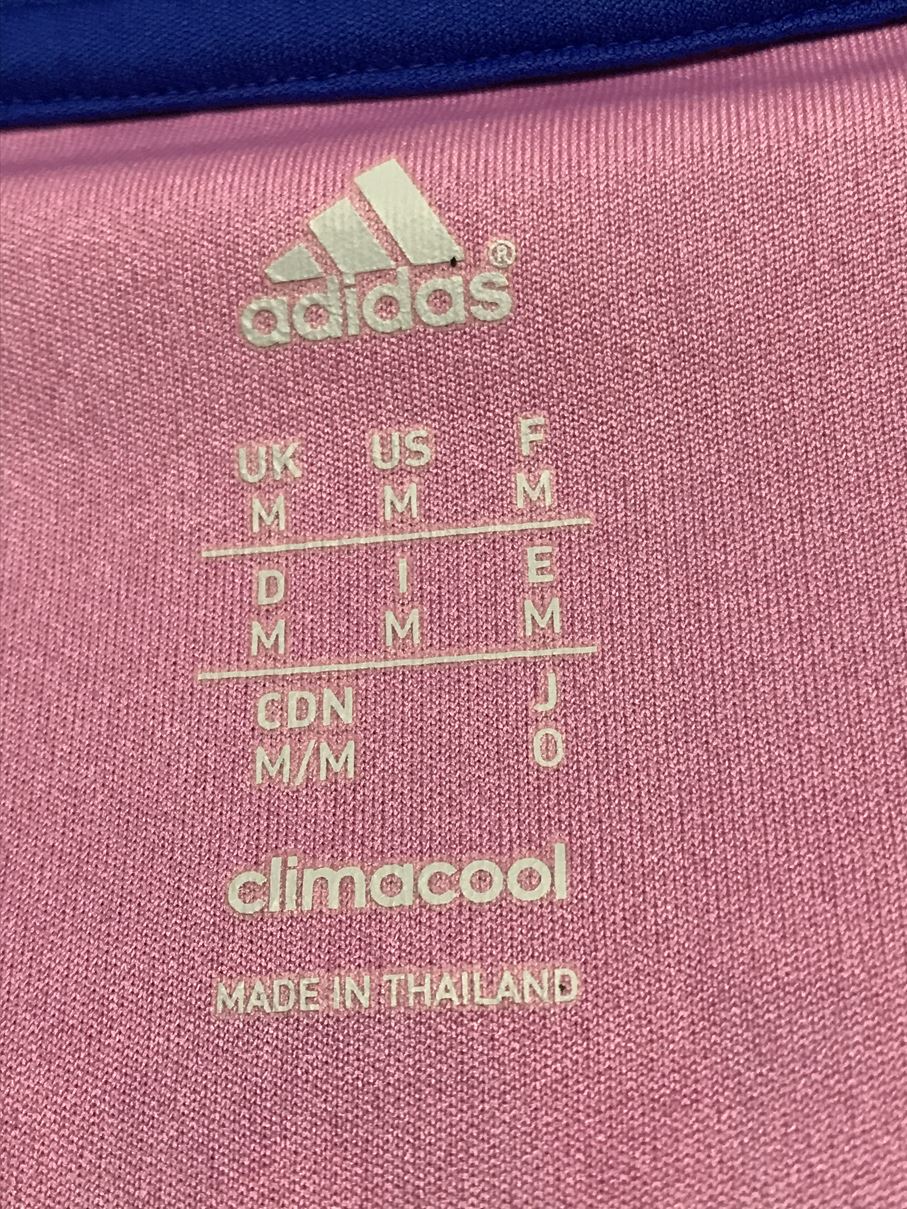 adidas®
UK US F
M M M
D I E
M M M
CDN J
M/M O
climacool
MADE IN THAILAND